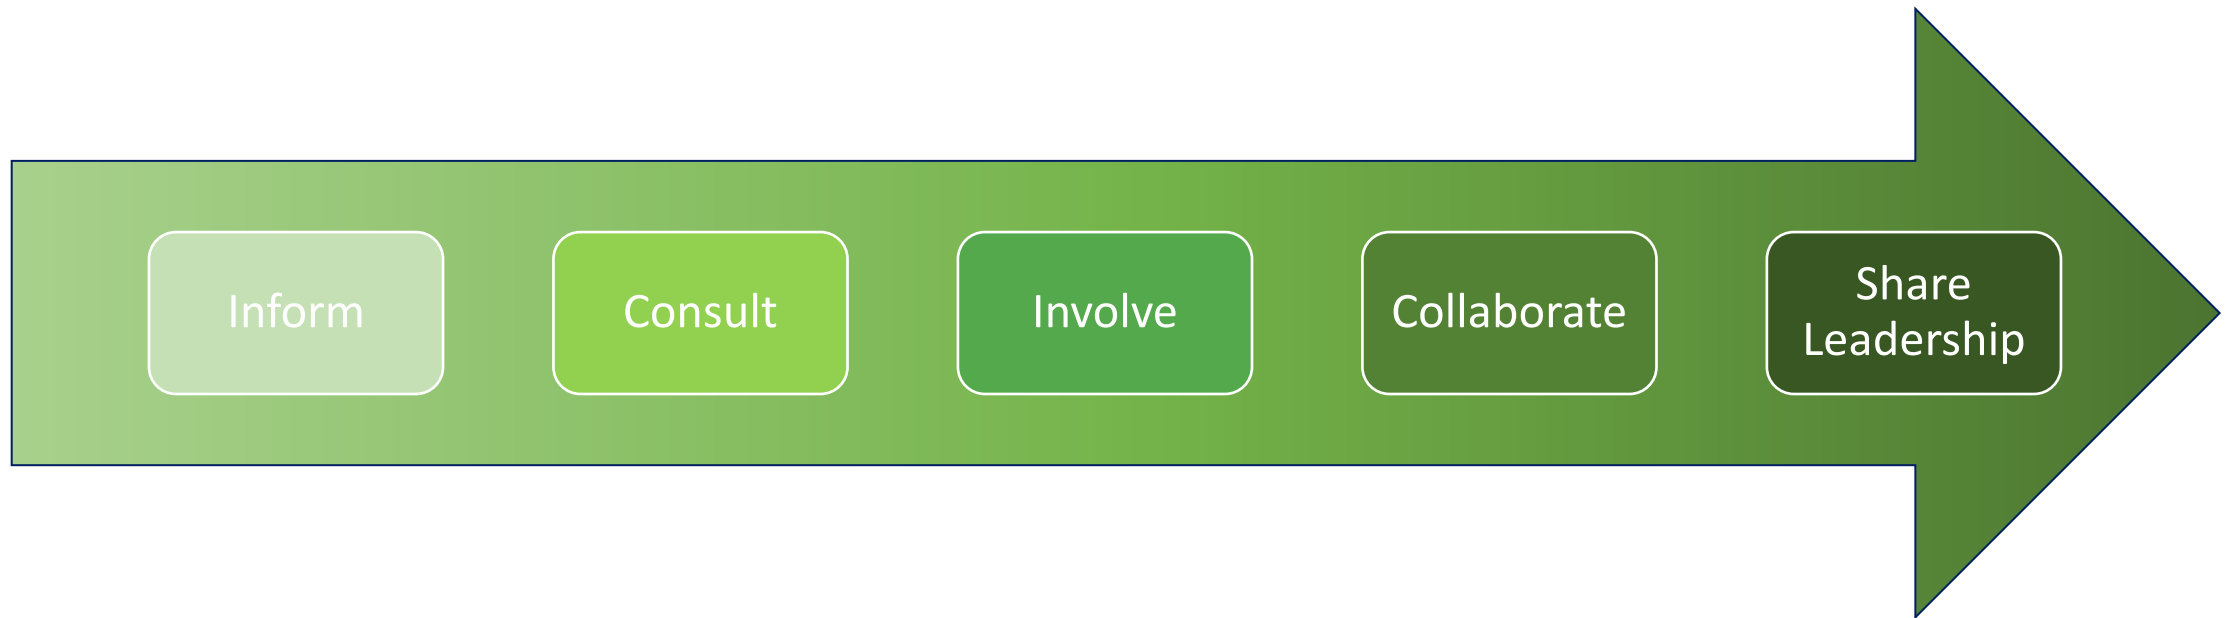 Inform
Consult
Involve
Collaborate
Share
Leadership